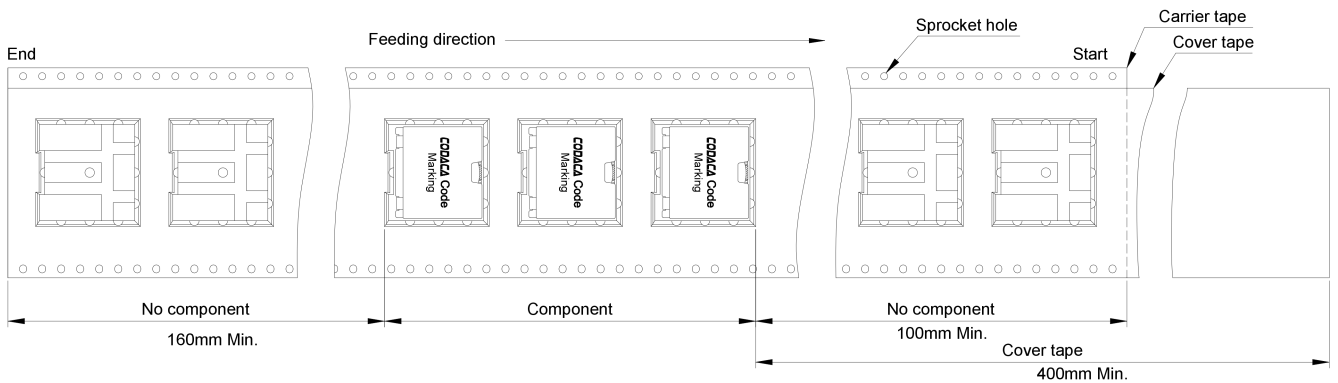 Carrier tape
Sprocket hole
Cover tape
Feeding direction
End
Start
CODACA Code
Marking
CODACA Code
Marking
CODACA Code
Marking
No component
160mm Min.
Component
No component
100mm Min.
Cover tape
400mm Min.